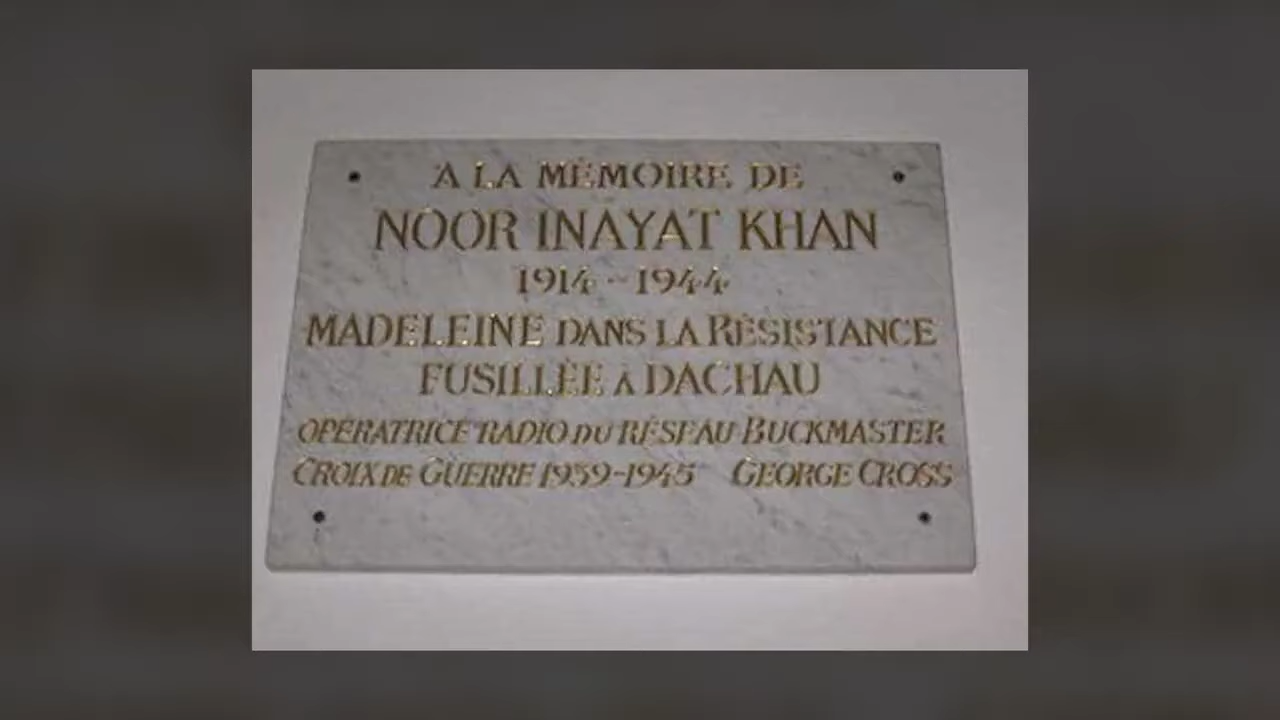 A LA MÉMOIRE DE
NOOR INAYAT KHAN
1914 - 1944
MADELEINE DANS LA RÉSISTANCE
FUSILLÉE À DACHAU
OPÉRATRICE RADIO DU RÉSEAU BUCKMASTER
CROIX DE GUERRE 1939-1945 GEORGE CROSS